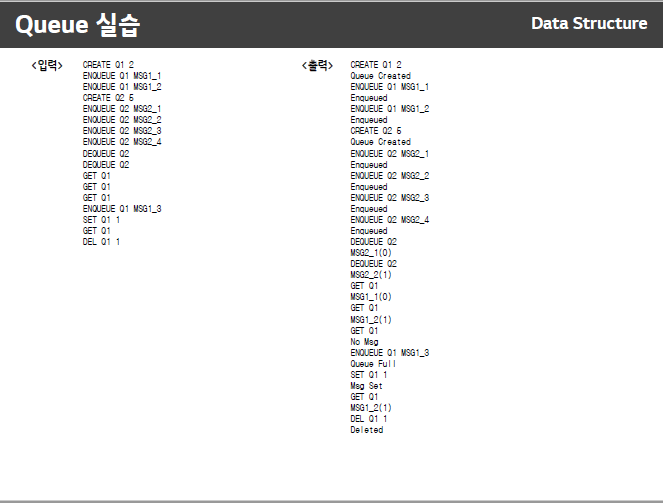 Queue 실습
Data Structure
<입력>
CREATE Q1 2
ENQUEUE Q1 MSG1_1
ENQUEUE Q1 MSG1_2
CREATE Q2 5
ENQUEUE Q2 MSG2_1
ENQUEUE Q2 MSG2_2
ENQUEUE Q2 MSG2_3
ENQUEUE Q2 MSG2_4
DEQUEUE Q2
DEQUEUE Q2
GET Q1
GET Q1
GET Q1
ENQUEUE Q1 MSG1_3
SET Q1 1
GET Q1
DEL Q1 1
<출력>
CREATE Q1 2
Queue Created
ENQUEUE Q1 MSG1_1
Enqueued
ENQUEUE Q1 MSG1_2
Enqueued
CREATE Q2 5
Queue Created
ENQUEUE Q2 MSG2_1
Enqueued
ENQUEUE Q2 MSG2_2
Enqueued
ENQUEUE Q2 MSG2_3
Enqueued
ENQUEUE Q2 MSG2_4
Enqueued
DEQUEUE Q2
MSG2_1(0)
DEQUEUE Q2
MSG2_2(1)
GET Q1
MSG1_1(0)
GET Q1
MSG1_2(1)
GET Q1
No Msg
ENQUEUE Q1 MSG1_3
Queue Full
SET Q1 1
Msg Set
GET Q1
MSG1_2(1)
DEL Q1 1
Deleted